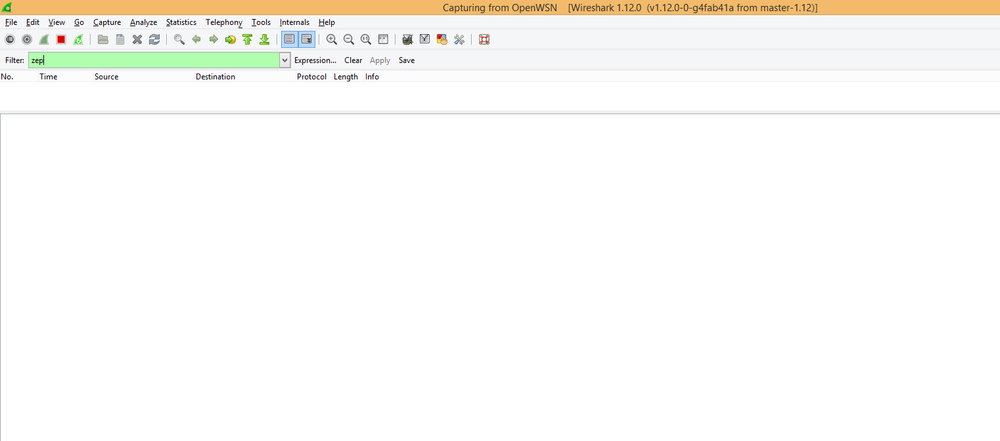 Capturing from OpenWSN [Wireshark 1.12.0 (v1.12.0-0-g4fab41a from master-1.12)]
File Edit View Go Capture Analyze Statistics Telephony Tools Internals Help
Filter: zep Expression... Clear Apply Save
No. Time Source Destination Protocol Length Info